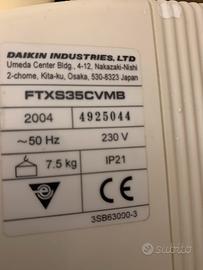 DAIKIN INDUSTRIES, LTD
Umeda Center Bldg., 4-12, Nakazaki-Nishi
2-chome, Kita-ku, Osaka, 530-8323 Japan
FTXS35CVMB
2004 4925044
~50 Hz 230 V
7.5 kg IP21
e CE
3SB63000-3
subito